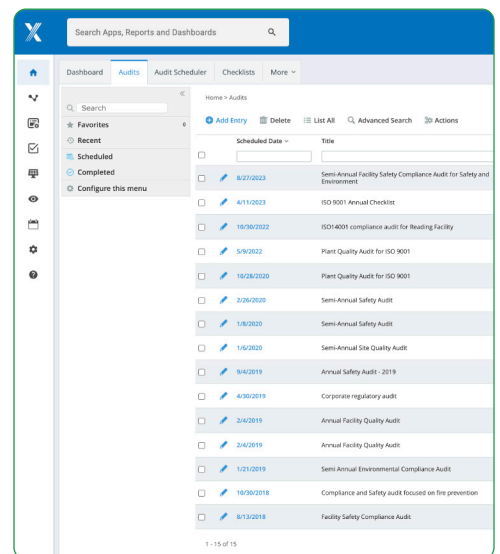 X
Search Apps, Reports and Dashboards
Dashboard Audits Audit Scheduler Checklists More
Search
Favorites 0
Recent
Scheduled
Completed
Configure this menu
Home > Audits
Add Entry Delete List All Advanced Search Actions
Scheduled Date Title
8/27/2023 Semi-Annual Facility Safety Compliance Audit for Safety and
Environment
4/11/2023 ISO 9001 Annual Checklist
10/30/2022 ISO14001 compliance audit for Reading Facility
5/9/2022 Plant Quality Audit for ISO 9001
10/28/2020 Plant Quality Audit for ISO 9001
2/26/2020 Semi-Annual Safety Audit
1/8/2020 Semi-Annual Safety Audit
1/6/2020 Semi-Annual Site Quality Audit
9/4/2019 Annual Safety Audit - 2019
4/30/2019 Corporate regulatory audit
2/4/2019 Annual Facility Quality Audit
2/4/2019 Annual Facility Quality Audit
1/21/2019 Semi Annual Environmental Compliance Audit
10/30/2018 Compliance and Safety audit focused on fire prevention
8/13/2018 Facility Safety Compliance Audit
1 - 15 of 15